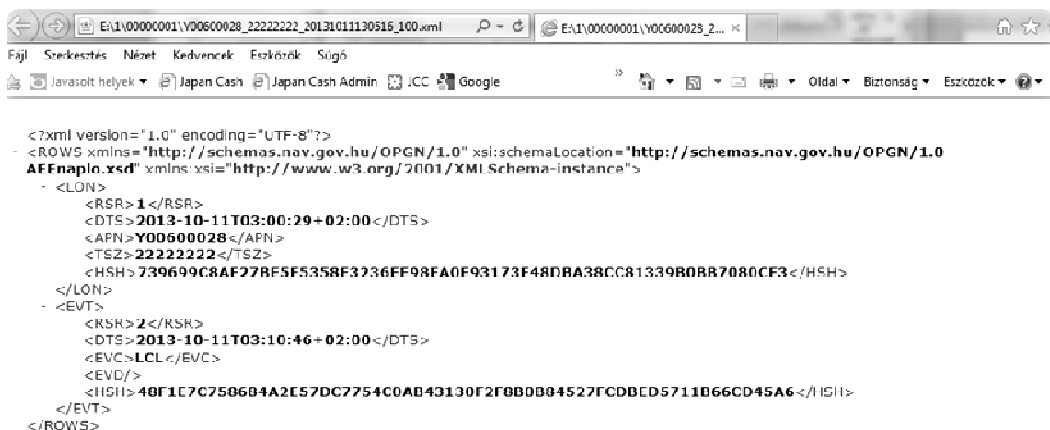 E:\1\00000001\Y00600028_22222222_20131011130516_100.xml
E:\1\00000001\Y00600028_2...
Fájl Szerkesztés Nézet Kedvencek Eszközök Súgó
Javasolt helyek Japan Cash Japan Cash Admin JCC Google » Oldal Biztonság Eszközök
<?xml version="1.0" encoding="UTF-8"?>
- <ROWS xmlns="http://schemas.nav.gov.hu/OPGN/1.0" xsi:schemaLocation="http://schemas.nav.gov.hu/OPGN/1.0
AEEnaplo.xsd" xmlns:xsi="http://www.w3.org/2001/XMLSchema-instance">
- <LON>
<RSR>1</RSR>
<DTS>2013-10-11T03:00:29+02:00</DTS>
<APN>Y00600028</APN>
<TSZ>22222222</TSZ>
<HSH></HSH>
</LON>
- <EVT>
<RSR>2</RSR>
<DTS>2013-10-11T03:10:46+02:00</DTS>
<EVC>LCL</EVC>
<EVD/>
<HSH></HSH>
</EVT>
</ROWS>